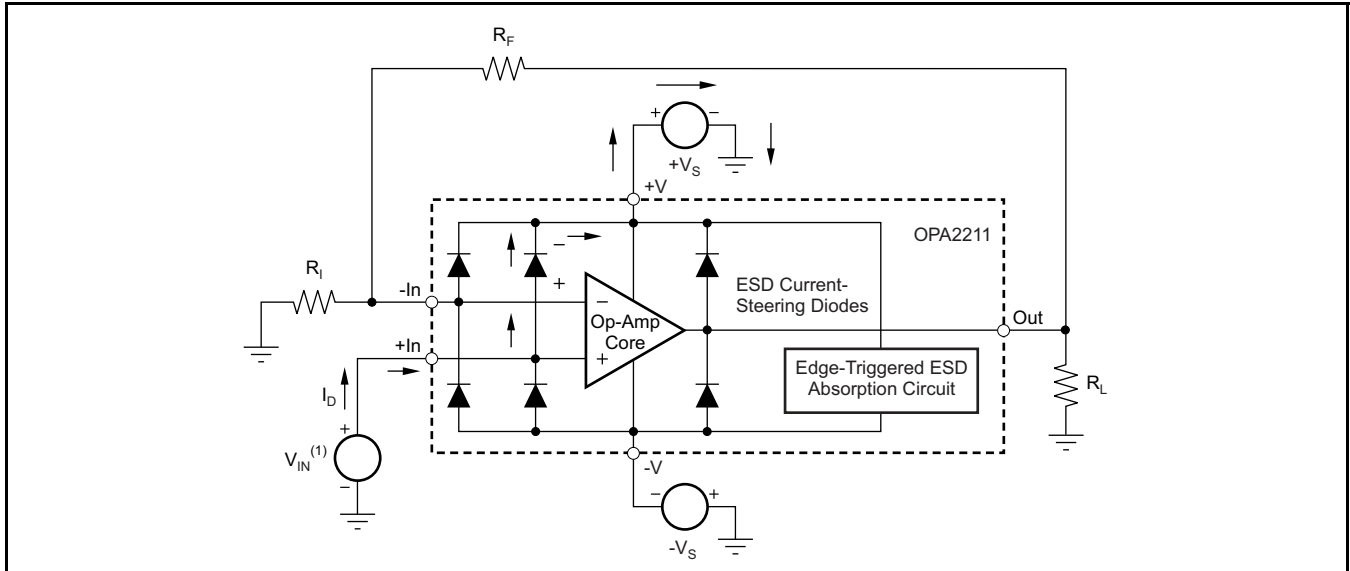 R_F
+ −
+V_S
+V
OPA2211
−
+
R_I
-In
−
Op-Amp
Core
+
ESD Current-
Steering Diodes
Out
+In
Edge-Triggered ESD
Absorption Circuit
R_L
I_D
+
V_IN^(1)
−
-V
− +
-V_S